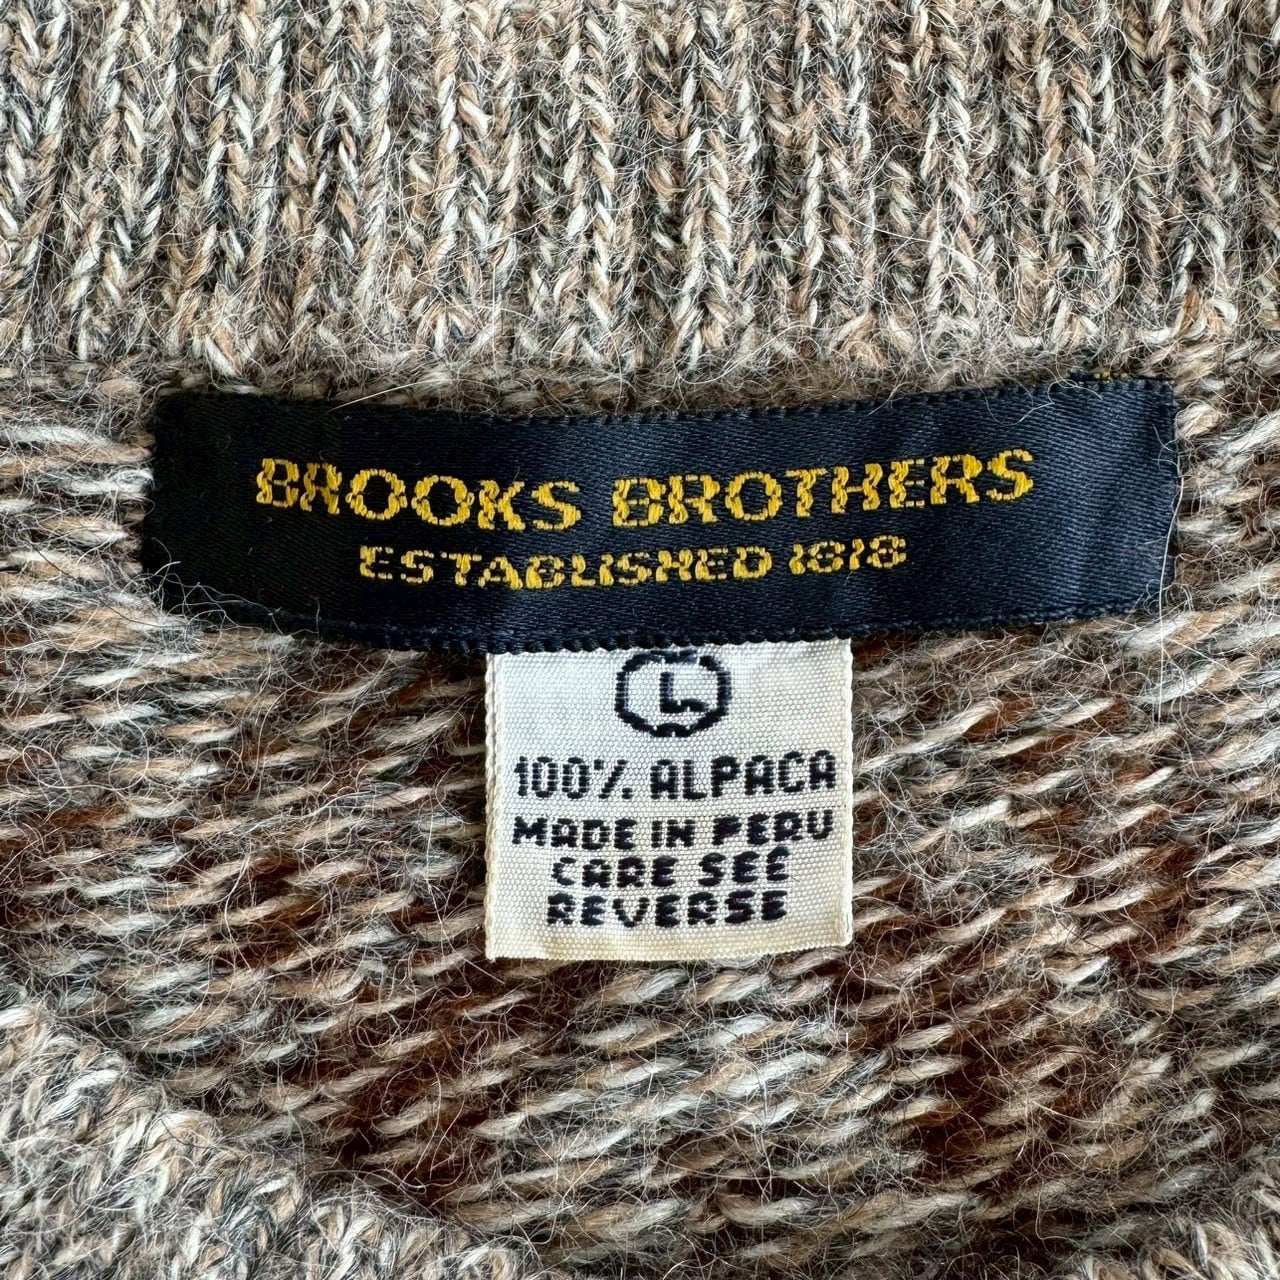 BROOKS BROTHERS
ESTABLISHED 1818
L
100% ALPACA
MADE IN PERU
CARE SEE
REVERSE